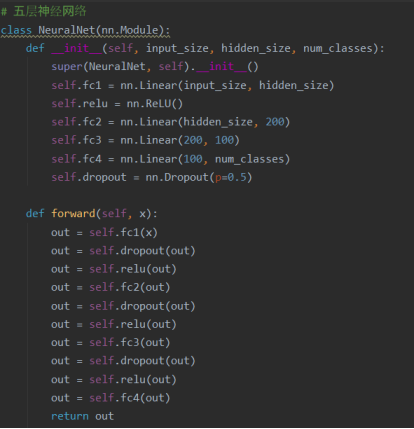 # 五层神经网络
class NeuralNet(nn.Module):
    def __init__(self, input_size, hidden_size, num_classes):
        super(NeuralNet, self).__init__()
        self.fc1 = nn.Linear(input_size, hidden_size)
        self.relu = nn.ReLU()
        self.fc2 = nn.Linear(hidden_size, 200)
        self.fc3 = nn.Linear(200, 100)
        self.fc4 = nn.Linear(100, num_classes)
        self.dropout = nn.Dropout(p=0.5)

    def forward(self, x):
        out = self.fc1(x)
        out = self.dropout(out)
        out = self.relu(out)
        out = self.fc2(out)
        out = self.dropout(out)
        out = self.relu(out)
        out = self.fc3(out)
        out = self.dropout(out)
        out = self.relu(out)
        out = self.fc4(out)
        return out